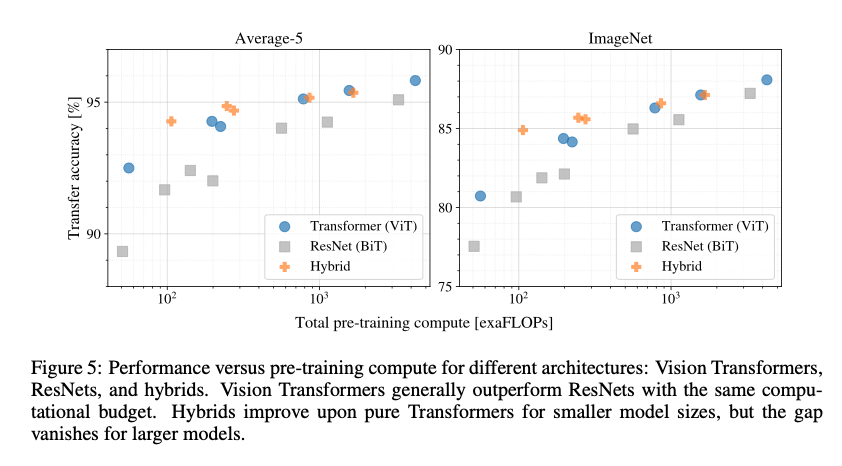 Average-5
ImageNet
Transfer accuracy [%]
95
90
10²
10³
Transformer (ViT)
ResNet (BiT)
Hybrid
90
85
80
75
10²
10³
Transformer (ViT)
ResNet (BiT)
Hybrid
Total pre-training compute [exaFLOPs]
Figure 5: Performance versus pre-training compute for different architectures: Vision Transformers,
ResNets, and hybrids. Vision Transformers generally outperform ResNets with the same compu-
tational budget. Hybrids improve upon pure Transformers for smaller model sizes, but the gap
vanishes for larger models.